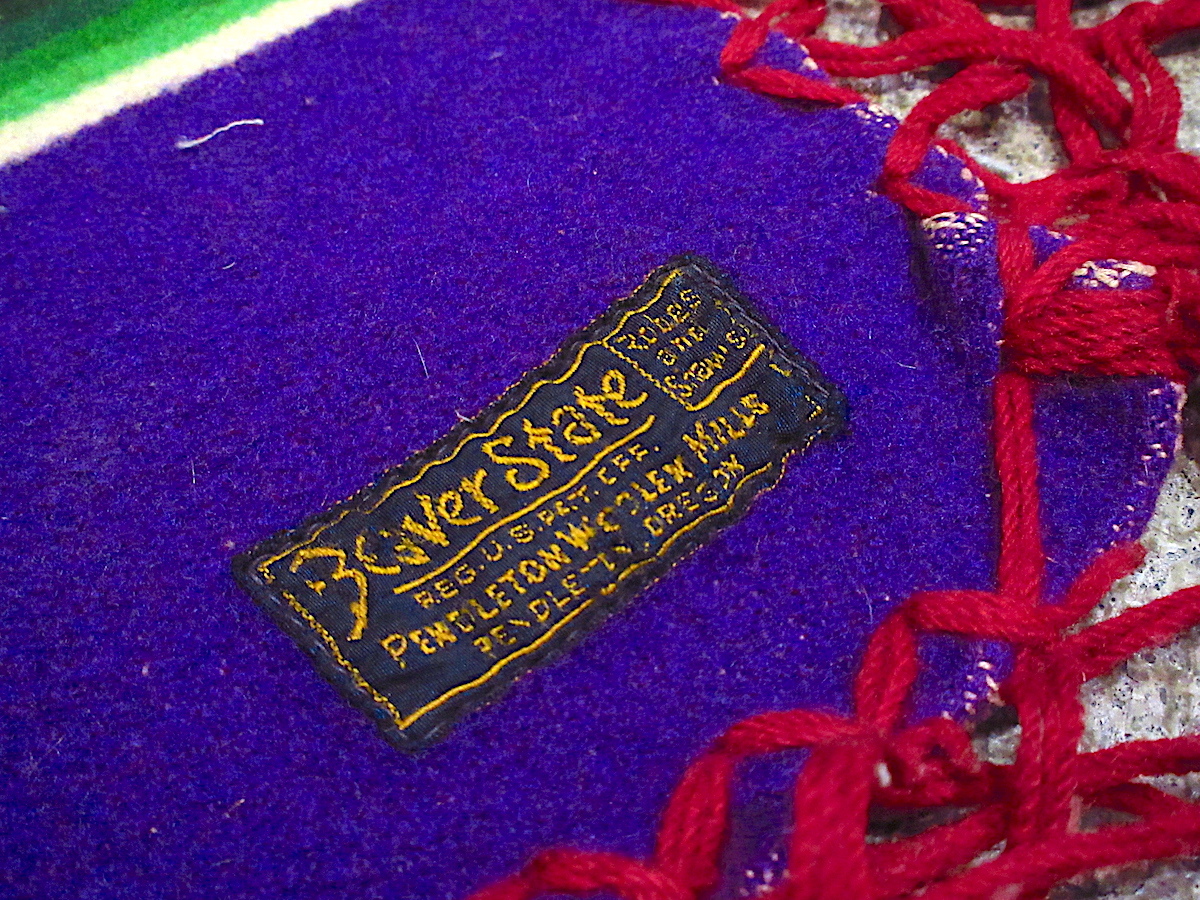 Beaver State
Robes
and
Shawls
REG. U.S. PAT. OFF.
PENDLETON WOOLEN MILLS
PENDLETON OREGON